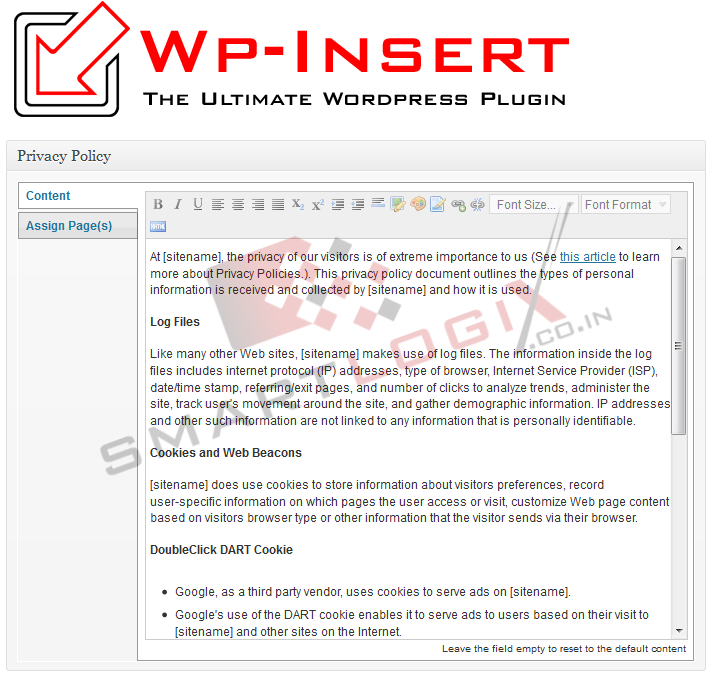 WP-INSERT
THE ULTIMATE WORDPRESS PLUGIN
Privacy Policy
Content
Assign Page(s)
B I U X2 X2 Font Size... Font Format
HTML
At [sitename], the privacy of our visitors is of extreme importance to us (See this article to learn
more about Privacy Policies.). This privacy policy document outlines the types of personal
information is received and collected by [sitename] and how it is used.
Log Files
Like many other Web sites, [sitename] makes use of log files. The information inside the log
files includes internet protocol (IP) addresses, type of browser, Internet Service Provider (ISP),
date/time stamp, referring/exit pages, and number of clicks to analyze trends, administer the
site, track user's movement around the site, and gather demographic information. IP addresses
and other such information are not linked to any information that is personally identifiable.
Cookies and Web Beacons
[sitename] does use cookies to store information about visitors preferences, record
user-specific information on which pages the user access or visit, customize Web page content
based on visitors browser type or other information that the visitor sends via their browser.
DoubleClick DART Cookie
Google, as a third party vendor, uses cookies to serve ads on [sitename].
Google's use of the DART cookie enables it to serve ads to users based on their visit to
[sitename] and other sites on the Internet.
Leave the field empty to reset to the default content
SMARTLOGIX
.CO.IN